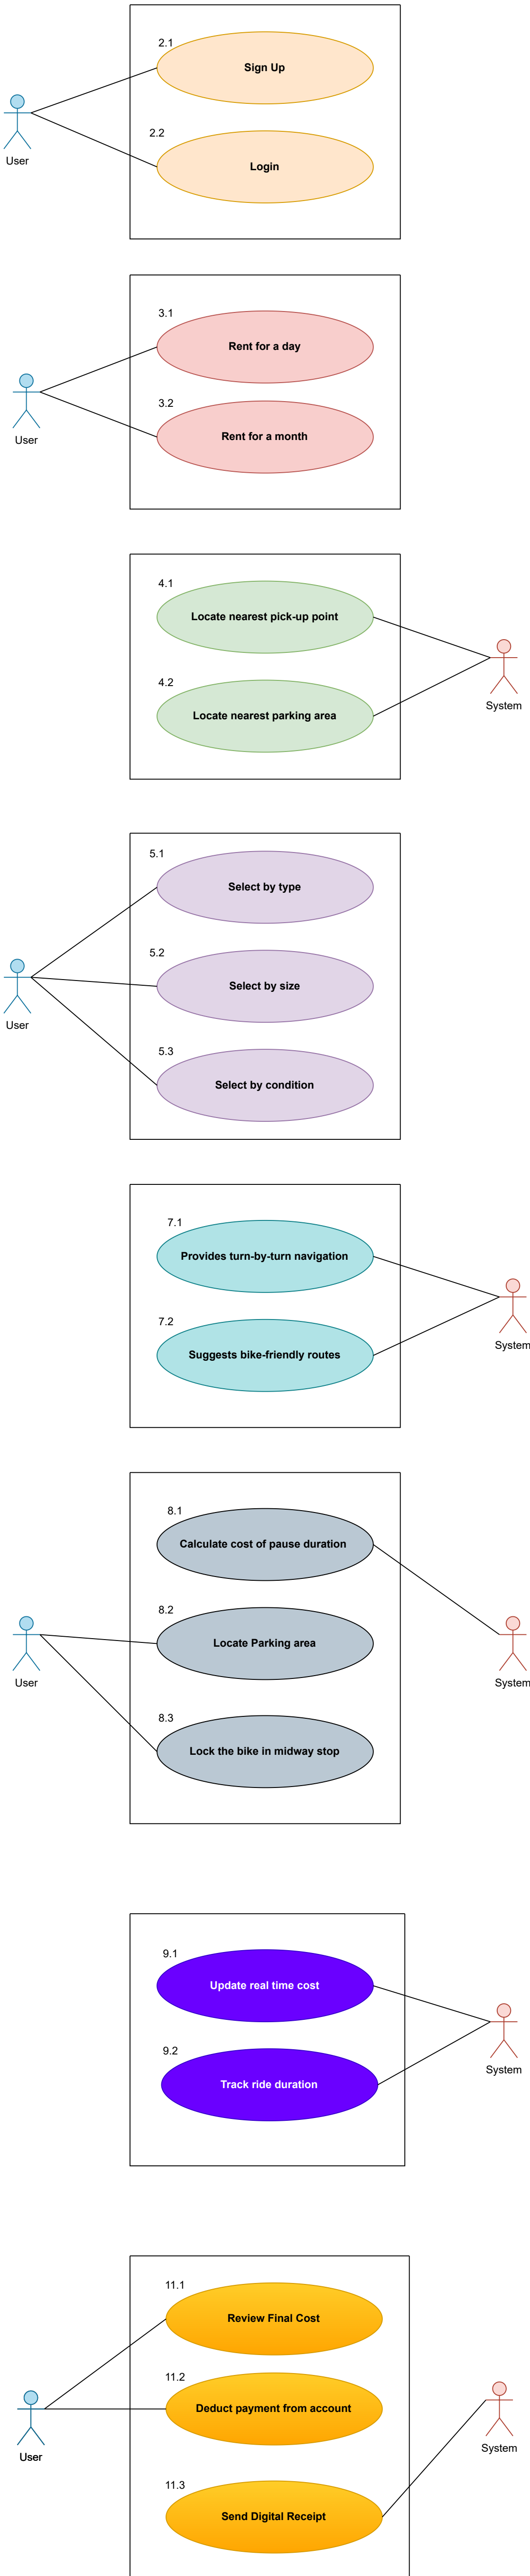 2.1
Sign Up
2.2
Login
User
3.1
Rent for a day
3.2
Rent for a month
User
4.1
Locate nearest pick-up point
4.2
Locate nearest parking area
System
5.1
Select by type
5.2
Select by size
User
5.3
Select by condition
7.1
Provides turn-by-turn navigation
7.2
Suggests bike-friendly routes
System
8.1
Calculate cost of pause duration
8.2
Locate Parking area
User
System
8.3
Lock the bike in midway stop
9.1
Update real time cost
9.2
Track ride duration
System
11.1
Review Final Cost
11.2
Deduct payment from account
User
System
11.3
Send Digital Receipt